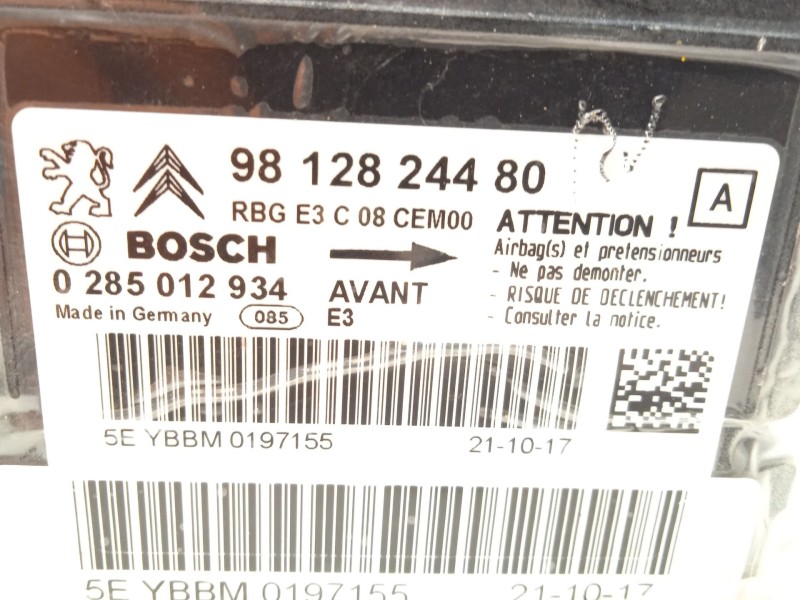 98 128 244 80
RBG E3 C 08 CEM00
A
BOSCH
0 285 012 934
AVANT
Made in Germany
085
E3
ATTENTION !
Airbag(s) et pretensionneurs
- Ne pas demonter.
- RISQUE DE DECLENCHEMENT!
- Consulter la notice.
5E YBBM 0197155
21-10-17
5E YBBM 0197155
21-10-17